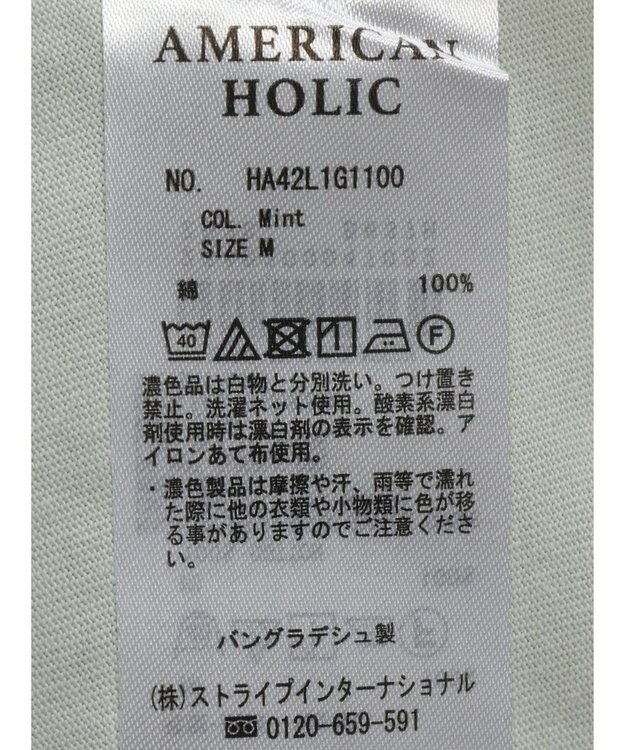 AMERICAN
HOLIC
NO. HA42L1G1100
COL. Mint
SIZE M
綿 100%
40 F
濃色品は白物と分別洗い。つけ置き
禁止。洗濯ネット使用。酸素系漂白
剤使用時は漂白剤の表示を確認。ア
イロンあて布使用。
・濃色製品は摩擦や汗、雨等で濡れ
た際に他の衣類や小物類に色が移
る事がありますのでご注意くださ
い。
バングラデシュ製
(株)ストライプインターナショナル
0120-659-591